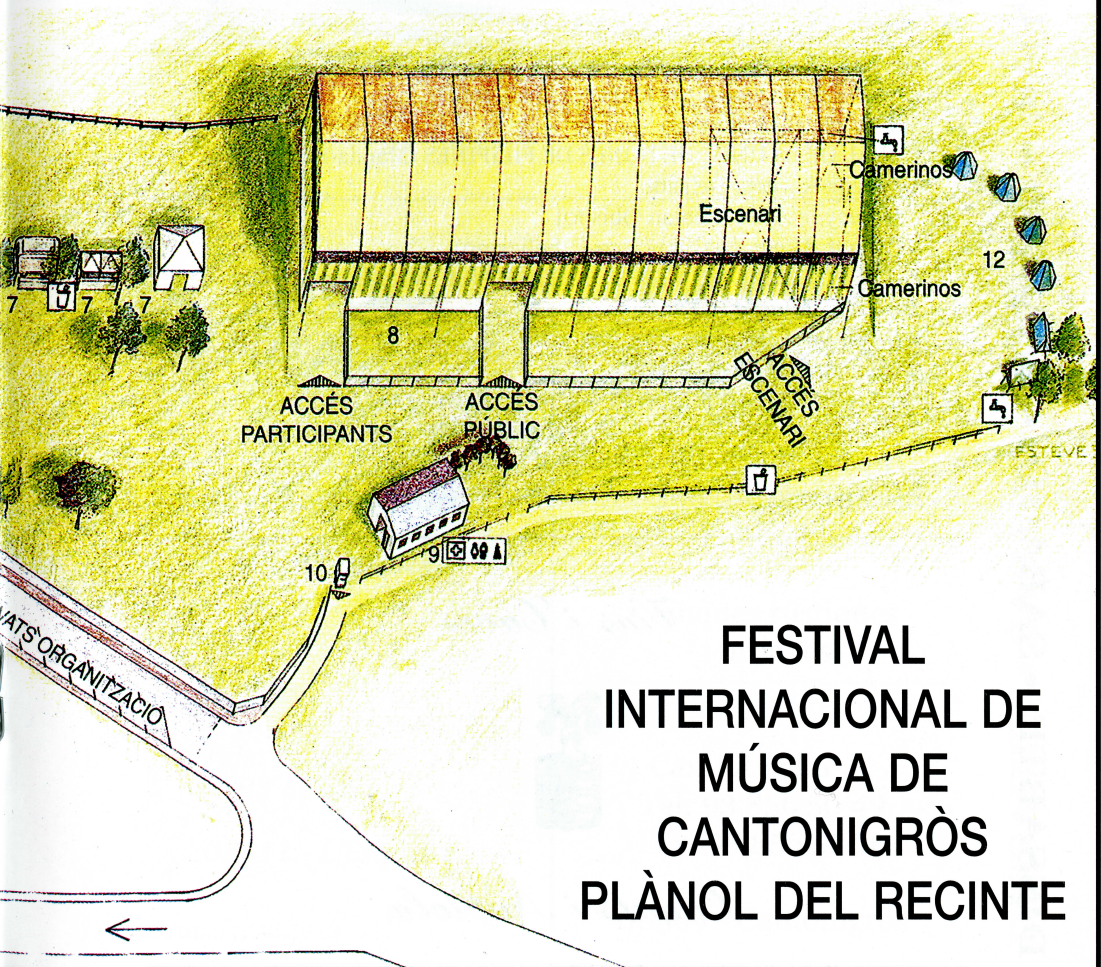 Camerinos
Escenari
12
Camerinos
7
7
7
8
ACCÉS
PARTICIPANTS
ACCÉS
PÚBLIC
ACCÉS
ESCENARI
ESTEVE
9
10
VATS ORGANITZACIÓ
FESTIVAL
INTERNACIONAL DE
MÚSICA DE
CANTONIGRÒS
PLÀNOL DEL RECINTE